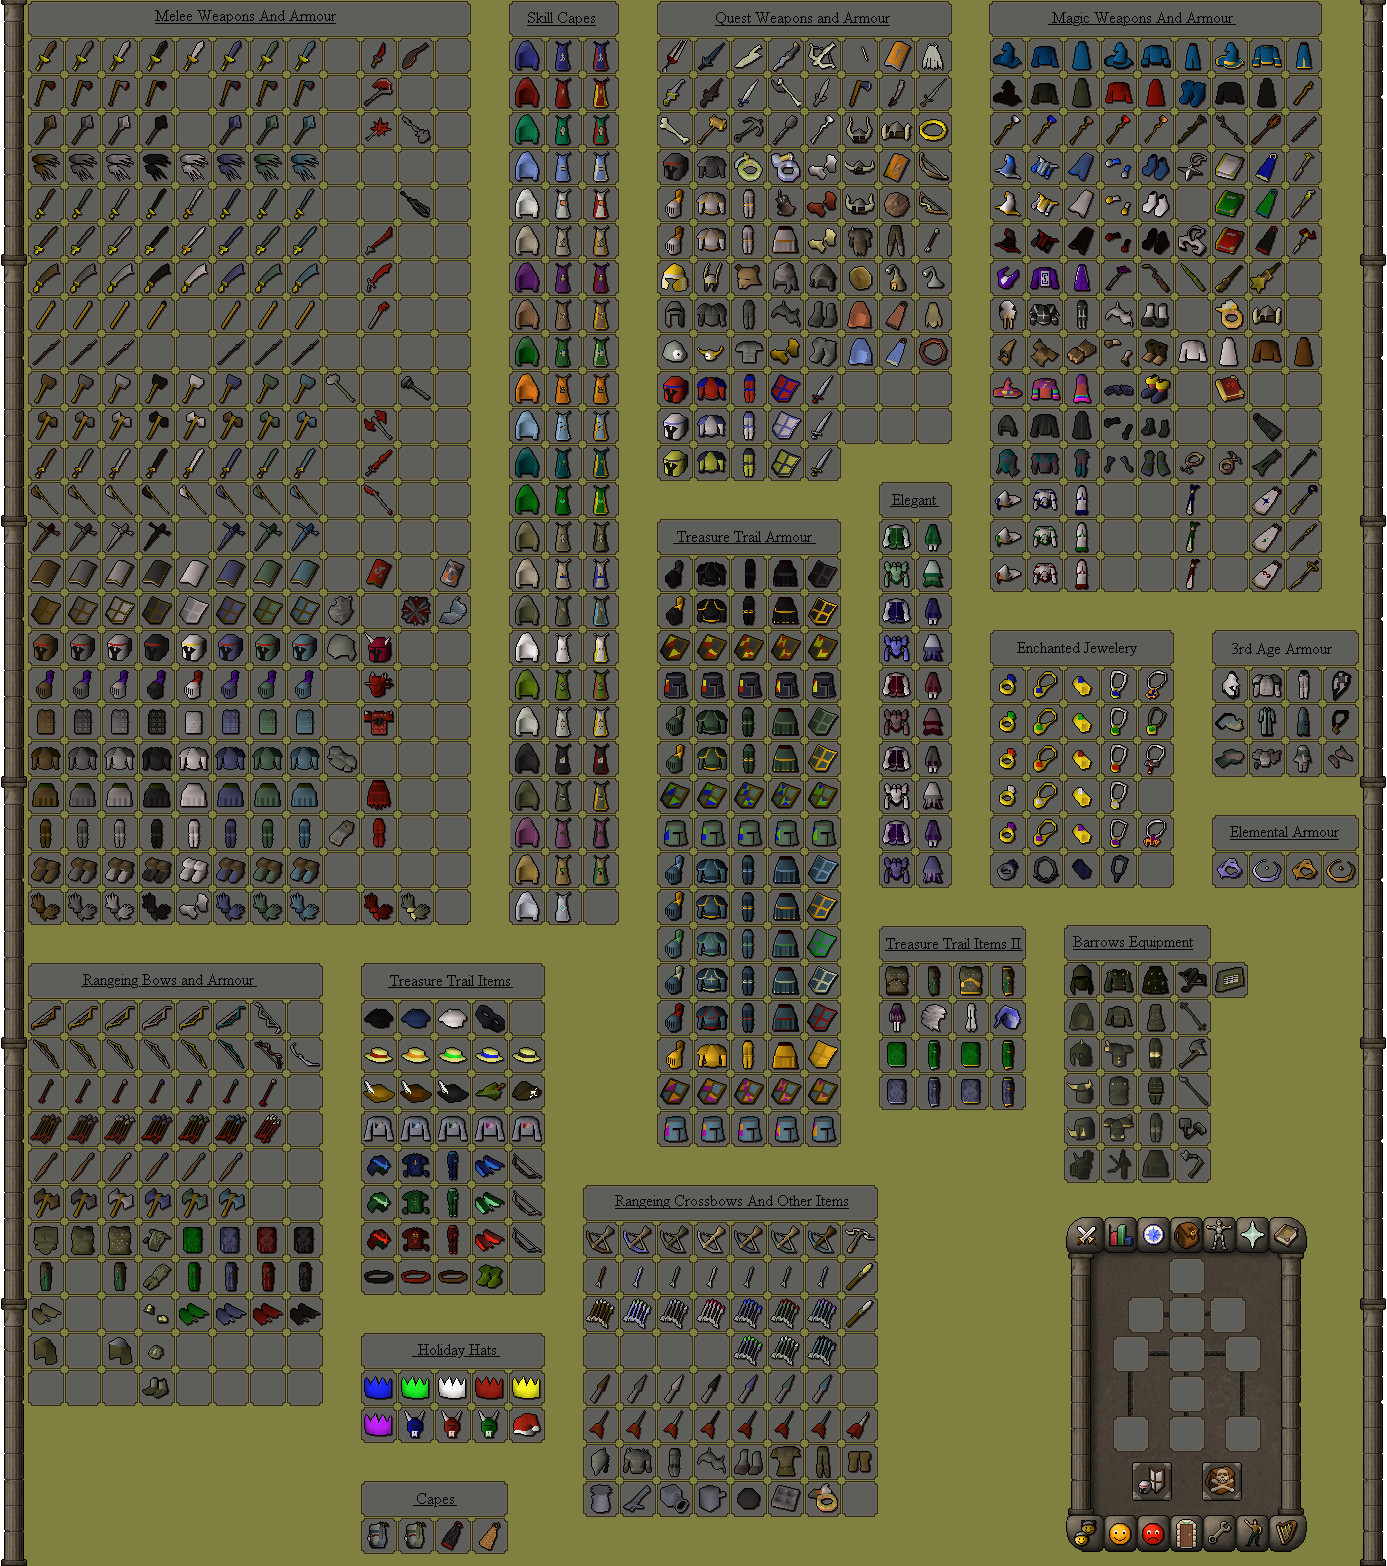 Melee Weapons And Armour
Skill Capes
Quest Weapons and Armour
Magic Weapons And Armour
Elegant
Treasure Trail Armour
Enchanted Jewelery
3rd Age Armour
Elemental Armour
Treasure Trail Items II
Barrows Equipment
Rangeing Bows and Armour
Treasure Trail Items
Rangeing Crossbows And Other Items
Holiday Hats
Capes